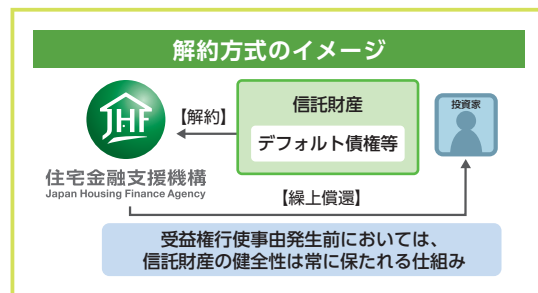 解約方式のイメージ
JHF
住宅金融支援機構
Japan Housing Finance Agency
【解約】
信託財産
デフォルト債権等
投資家
【繰上償還】
受益権行使事由発生前においては、
信託財産の健全性は常に保たれる仕組み